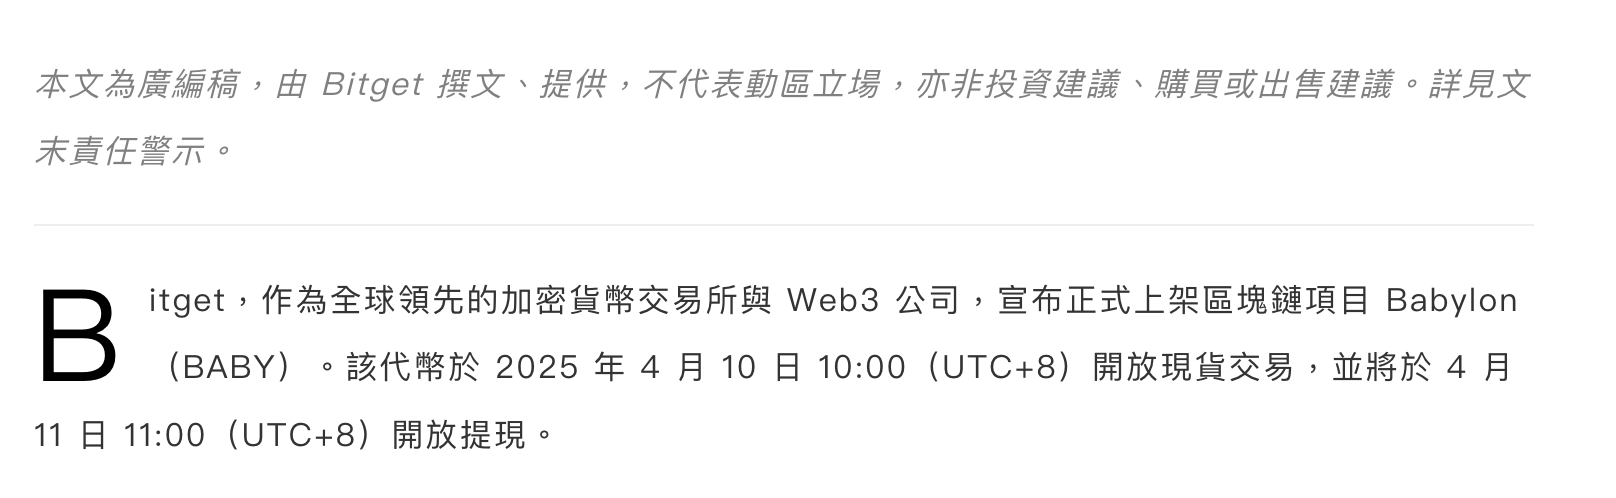 本文為廣編稿，由 Bitget 撰文、提供，不代表動區立場，亦非投資建議、購買或出售建議。詳見文
末責任警示。
Bitget，作為全球領先的加密貨幣交易所與 Web3 公司，宣布正式上架區塊鏈項目 Babylon
（BABY）。該代幣於 2025 年 4 月 10 日 10:00（UTC+8）開放現貨交易，並將於 4 月
11 日 11:00（UTC+8）開放提現。